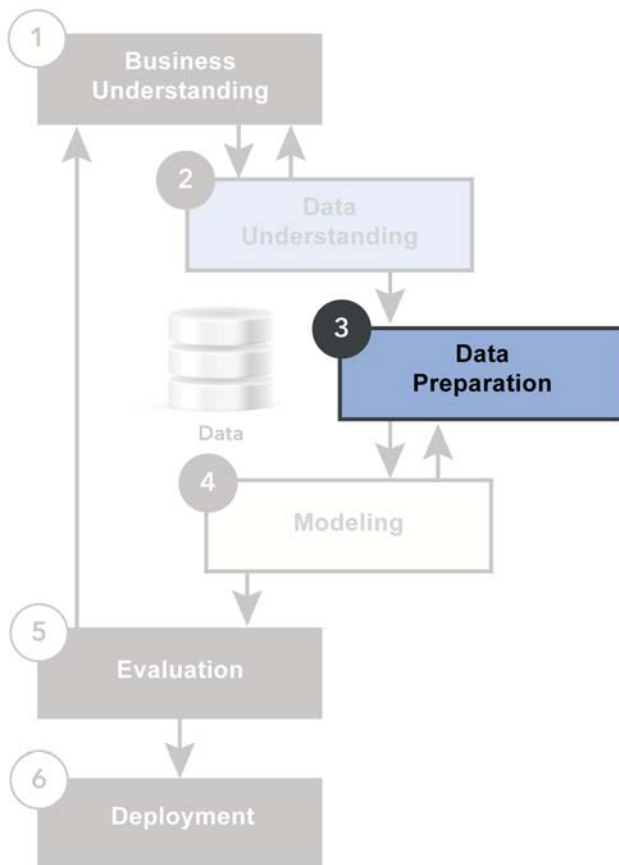 1
Business
Understanding
2
Data
Understanding
3
Data
Preparation
Data
4
Modeling
5
Evaluation
6
Deployment